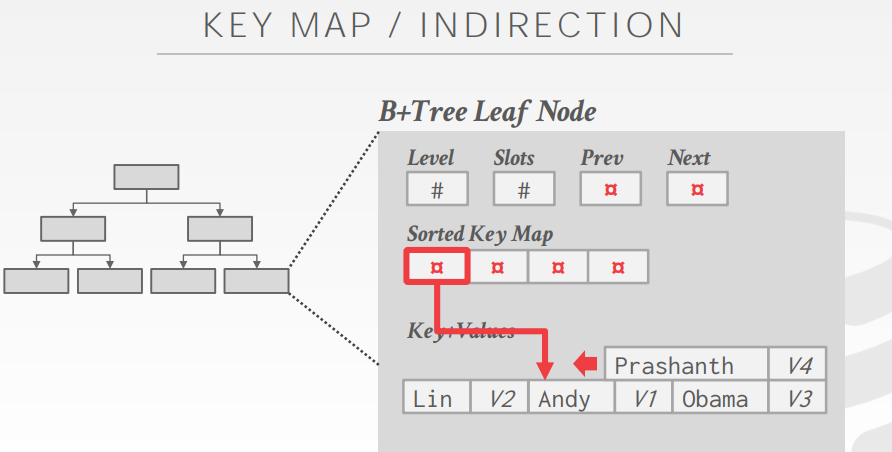 KEY MAP / INDIRECTION
B+Tree Leaf Node
Level Slots Prev Next
# # ¤ ¤
Sorted Key Map
¤ ¤ ¤ ¤
Key+Values
Prashanth V4
Lin V2 Andy V1 Obama V3